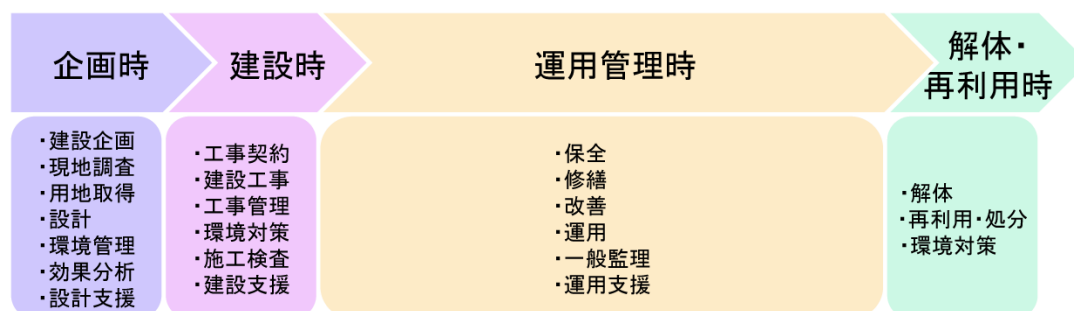 企画時
建設時
運用管理時
解体・
再利用時
・建設企画
・現地調査
・用地取得
・設計
・環境管理
・効果分析
・設計支援
・工事契約
・建設工事
・工事管理
・環境対策
・施工検査
・建設支援
・保全
・修繕
・改善
・運用
・一般監理
・運用支援
・解体
・再利用・処分
・環境対策